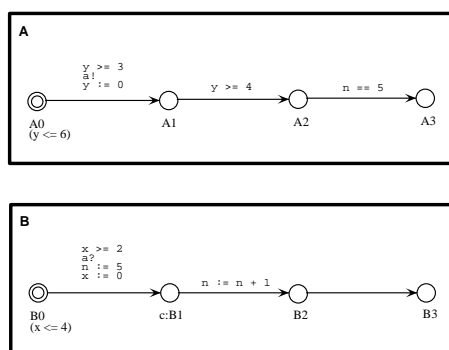 A
y >= 3
a!
y := 0
y >= 4
n == 5
A0
A1
A2
A3
(y <= 6)
B
x >= 2
a?
n := 5
x := 0
n := n + 1
B0
c:B1
B2
B3
(x <= 4)